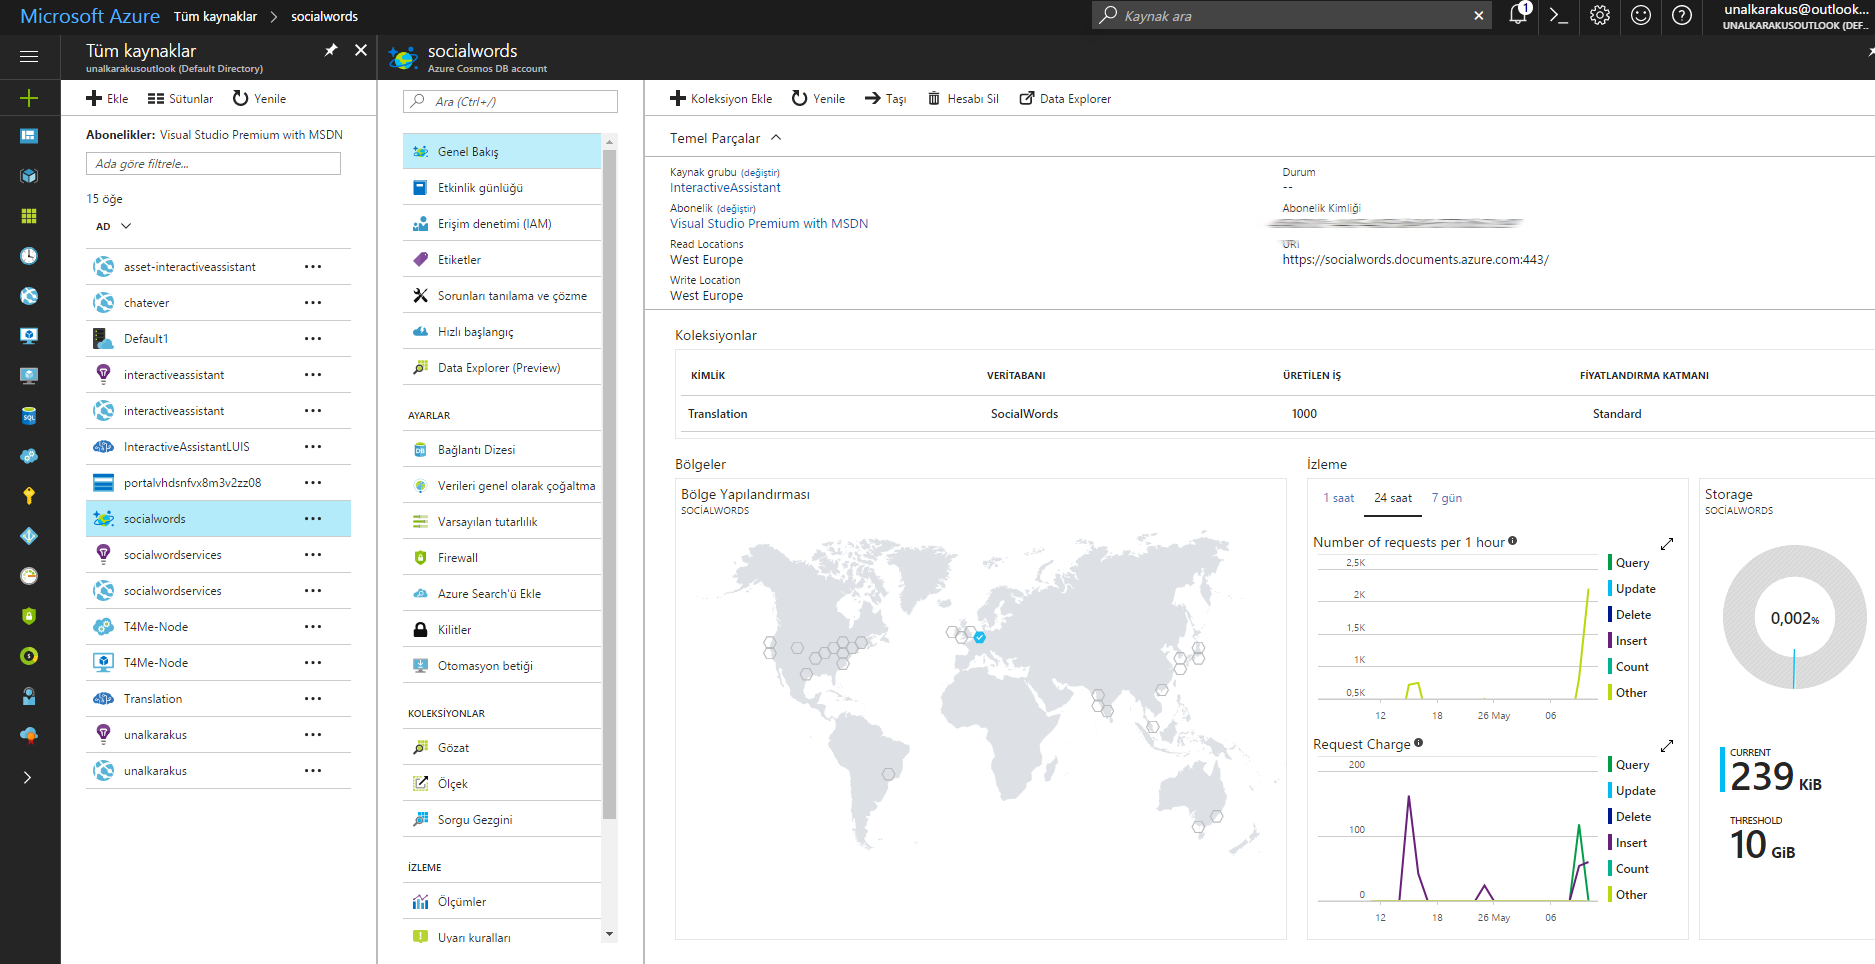 Microsoft Azure
Tüm kaynaklar
socialwords
Kaynak ara
1
unalkarakus@outlook...
UNALKARAKUSOUTLOOK (DEF...
Tüm kaynaklar
unalkarakusoutlook (Default Directory)
Ekle
Sütunlar
Yenile
Abonelikler: Visual Studio Premium with MSDN
Ada göre filtrele...
15 öğe
AD
asset-interactiveassistant
chatever
Default1
interactiveassistant
interactiveassistant
InteractiveAssistantLUIS
portalvhdsnfvx8m3v2zz08
socialwords
socialwordservices
socialwordservices
T4Me-Node
T4Me-Node
Translation
unalkarakus
unalkarakus
socialwords
Azure Cosmos DB account
Ara (Ctrl+/)
Genel Bakış
Etkinlik günlüğü
Erişim denetimi (IAM)
Etiketler
Sorunları tanılama ve çözme
Hızlı başlangıç
Data Explorer (Preview)
AYARLAR
Bağlantı Dizesi
Verileri genel olarak çoğaltma
Varsayılan tutarlılık
Firewall
Azure Search'ü Ekle
Kilitler
Otomasyon betiği
KOLEKSİYONLAR
Gözat
Ölçek
Sorgu Gezgini
İZLEME
Ölçümler
Uyarı kuralları
Koleksiyon Ekle
Yenile
Taşı
Hesabı Sil
Data Explorer
Temel Parçalar
Kaynak grubu (değiştir)
InteractiveAssistant
Abonelik (değiştir)
Visual Studio Premium with MSDN
Read Locations
West Europe
Write Location
West Europe
Durum
--
Abonelik Kimliği
URI
https://socialwords.documents.azure.com:443/
Koleksiyonlar
KİMLİK VERİTABANI ÜRETİLEN İŞ FİYATLANDIRMA KATMANI
Translation SocialWords 1000 Standard
Bölgeler
Bölge Yapılandırması
SOCİALWORDS
İzleme
1 saat 24 saat 7 gün
Number of requests per 1 hour
2,5K
2K
1,5K
1K
0,5K
12 18 26 May 06
Query
Update
Delete
Insert
Count
Other
Request Charge
200
100
0
12 18 26 May 06
Query
Update
Delete
Insert
Count
Other
Storage
SOCİALWORDS
0,002%
CURRENT
239 KiB
THRESHOLD
10 GiB